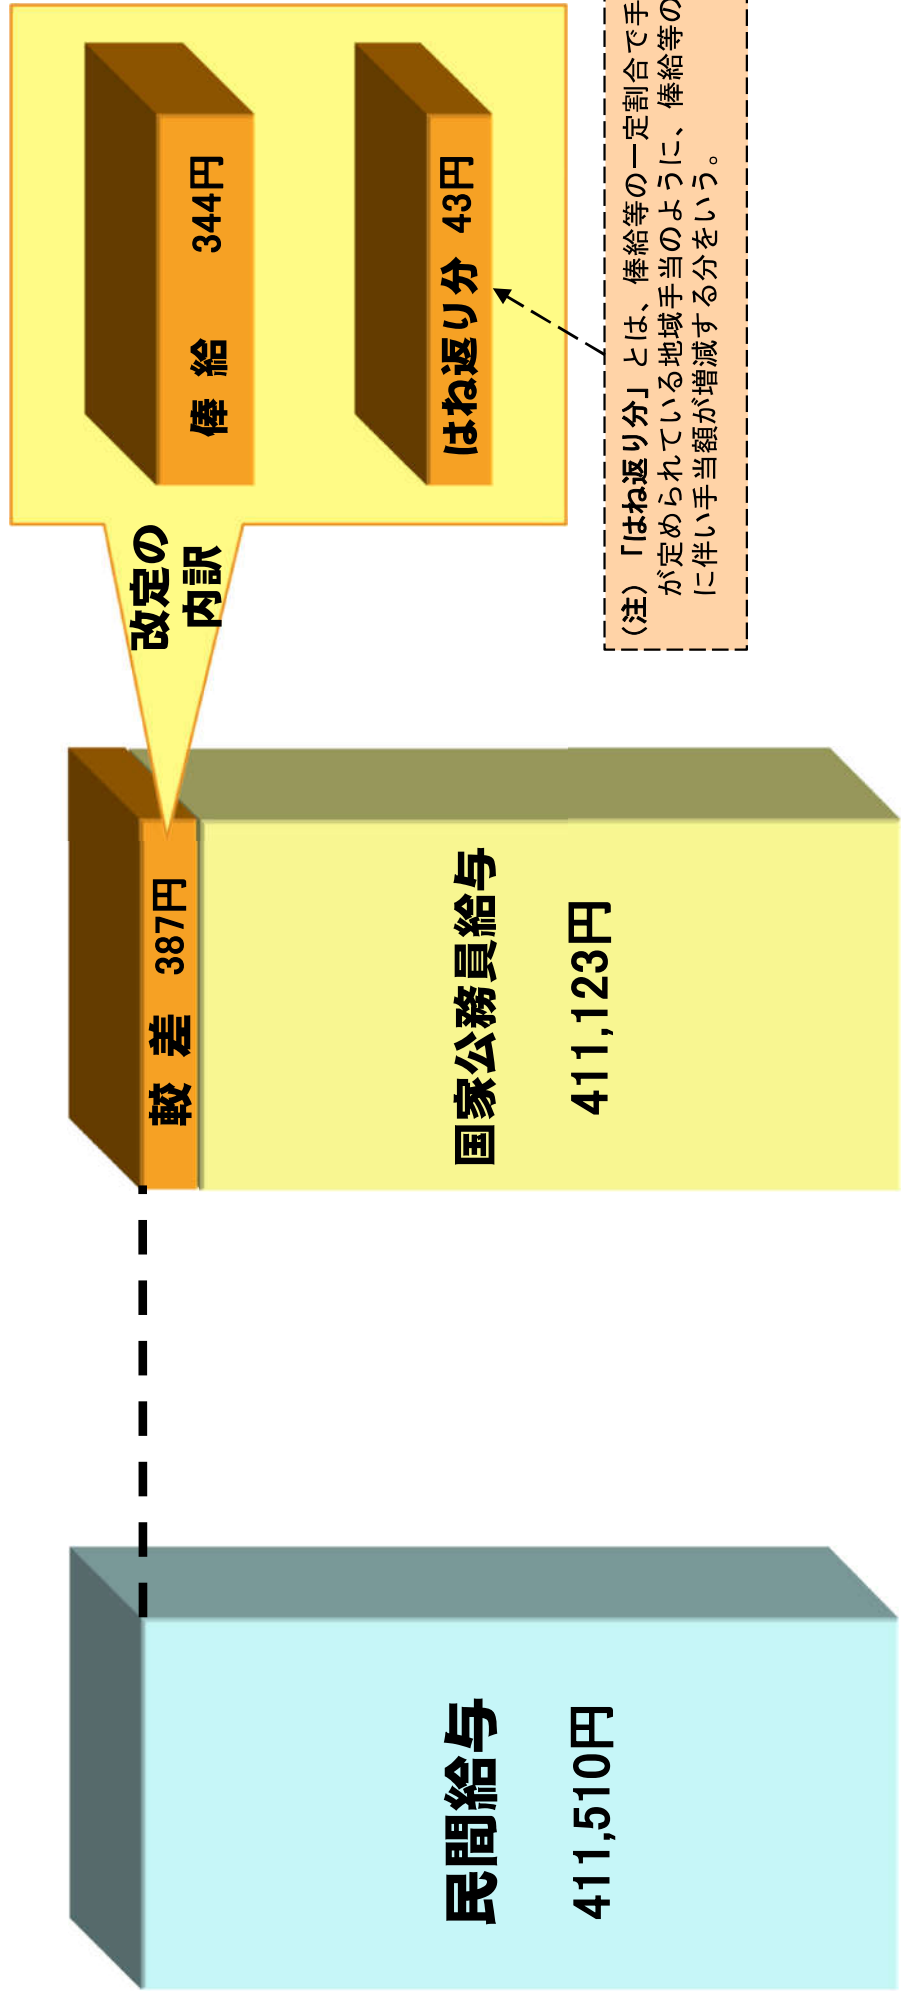 民間給与
411,510円
較 差 387円
国家公務員給与
411,123円
改定の
内訳
俸 給 344円
はね返り分 43円
（注）「はね返り分」とは、俸給等の一定割合で手
が定められている地域手当のように、俸給等の
に伴い手当額が増減する分をいう。